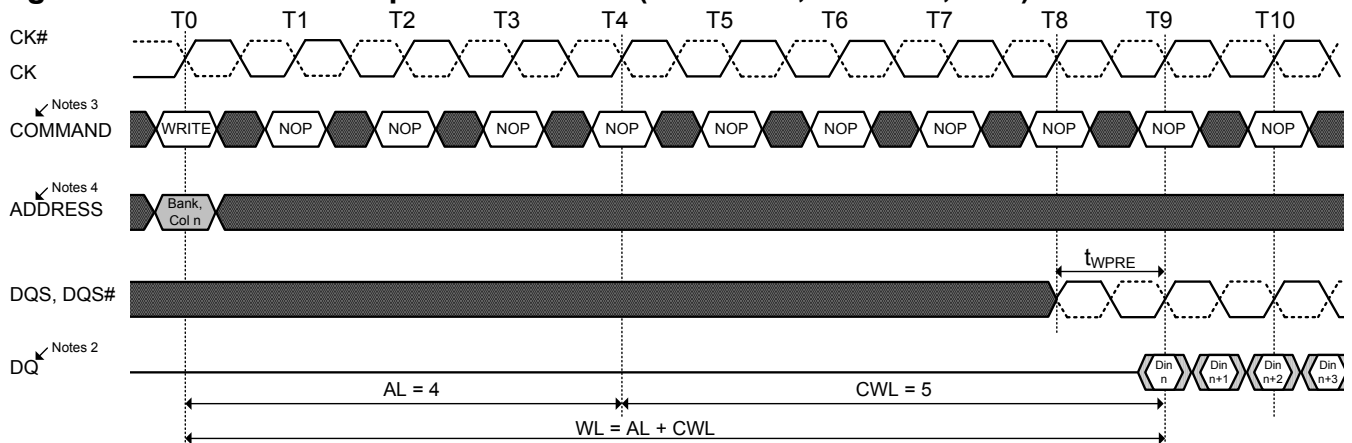 T0 T1 T2 T3 T4 T5 T6 T7 T8 T9 T10
CK#
CK
Notes 3
COMMAND WRITE NOP NOP NOP NOP NOP NOP NOP NOP NOP NOP
Notes 4
ADDRESS
Bank,
Col n
tWPRE
DQS, DQS#
Notes 2
DQ
Din Din Din Din
n n+1 n+2 n+3
AL = 4 CWL = 5
WL = AL + CWL